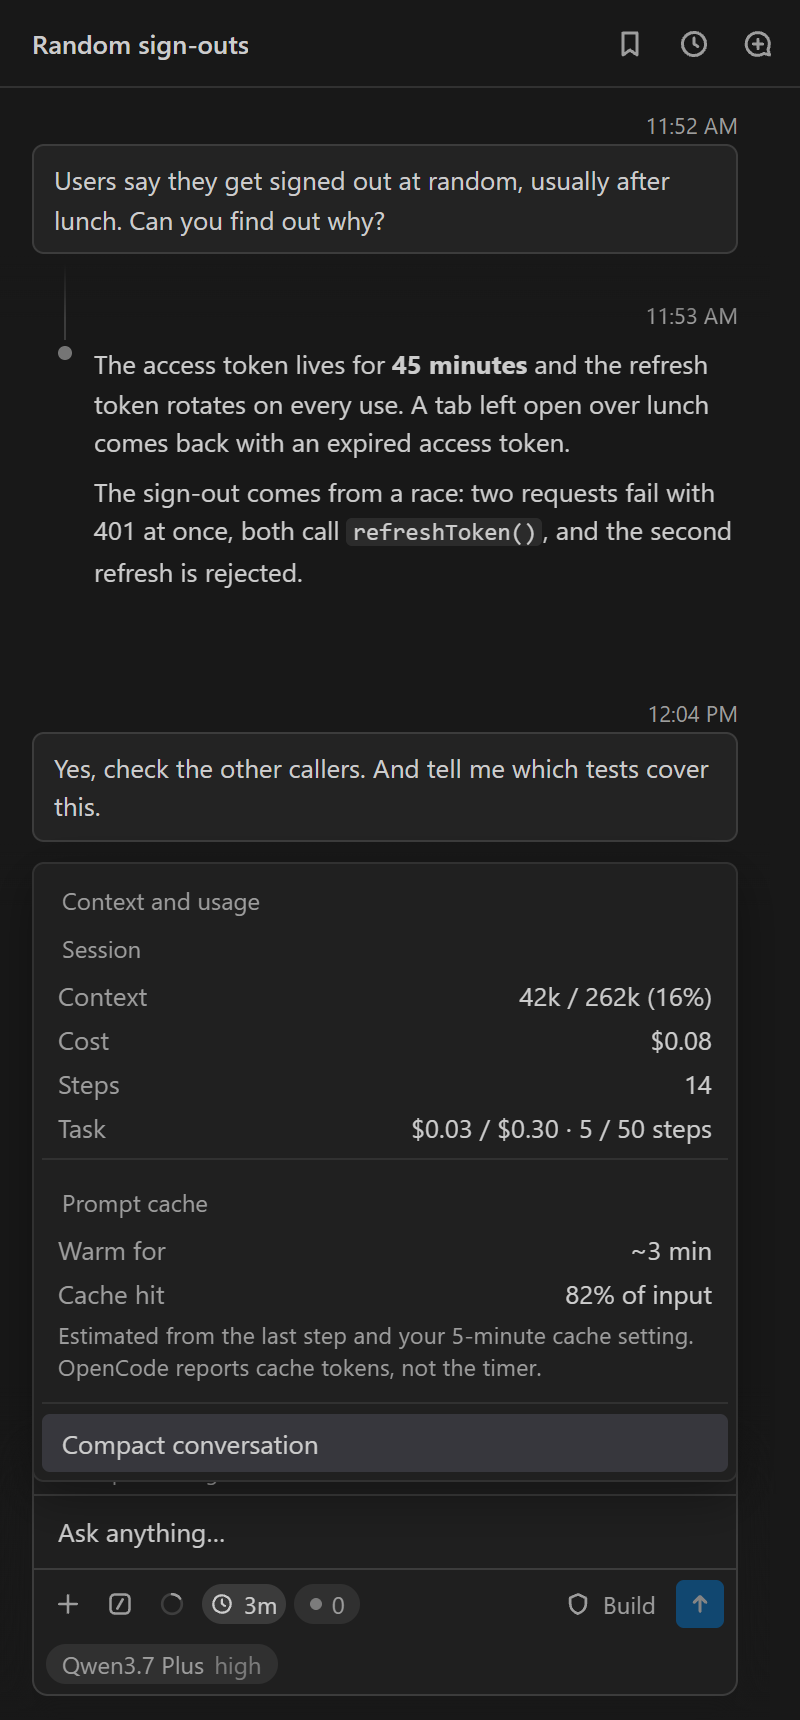 Random sign-outs
11:52 AM
Users say they get signed out at random, usually after
lunch. Can you find out why?
11:53 AM
The access token lives for 45 minutes and the refresh
token rotates on every use. A tab left open over lunch
comes back with an expired access token.
The sign-out comes from a race: two requests fail with
401 at once, both call refreshToken(), and the second
refresh is rejected.
12:04 PM
Yes, check the other callers. And tell me which tests cover
this.
Context and usage
Session
Context 42k / 262k (16%)
Cost $0.08
Steps 14
Task $0.03 / $0.30 · 5 / 50 steps
Prompt cache
Warm for ~3 min
Cache hit 82% of input
Estimated from the last step and your 5-minute cache setting.
OpenCode reports cache tokens, not the timer.
Compact conversation
Ask anything...
3m 0 Build
Qwen3.7 Plus high